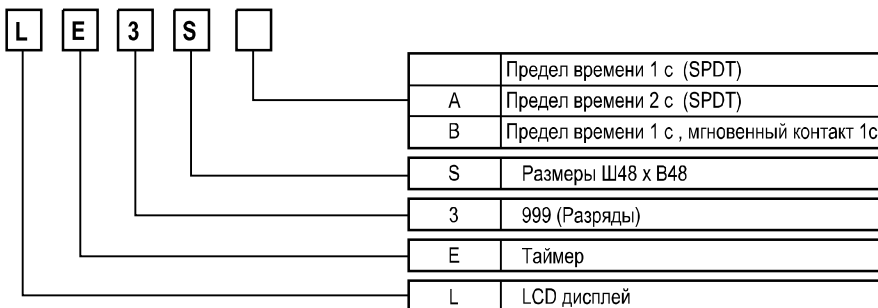 L E 3 S
Предел времени 1 с (SPDT)
A Предел времени 2 с (SPDT)
B Предел времени 1 с , мгновенный контакт 1с
S Размеры Ш48 x В48
3 999 (Разряды)
E Таймер
L LCD дисплей